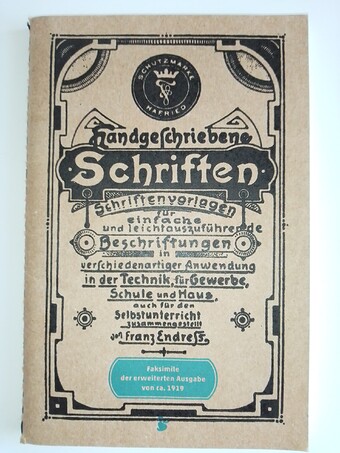 SCHUTZMARKE
HAFRIED
Handgeſchriebene
Schriften
Schriftenvorlagen
für
einfache
und leichtauszuführende
Beschriftungen
in
verſchiedenartiger Anwendung
in der Technik, für Gewerbe,
Schule und Haus,
auch für den
Selbstunterricht
zusammengestellt
von Franz Endreſs.
Faksimile
der erweiterten Ausgabe
von ca. 1919